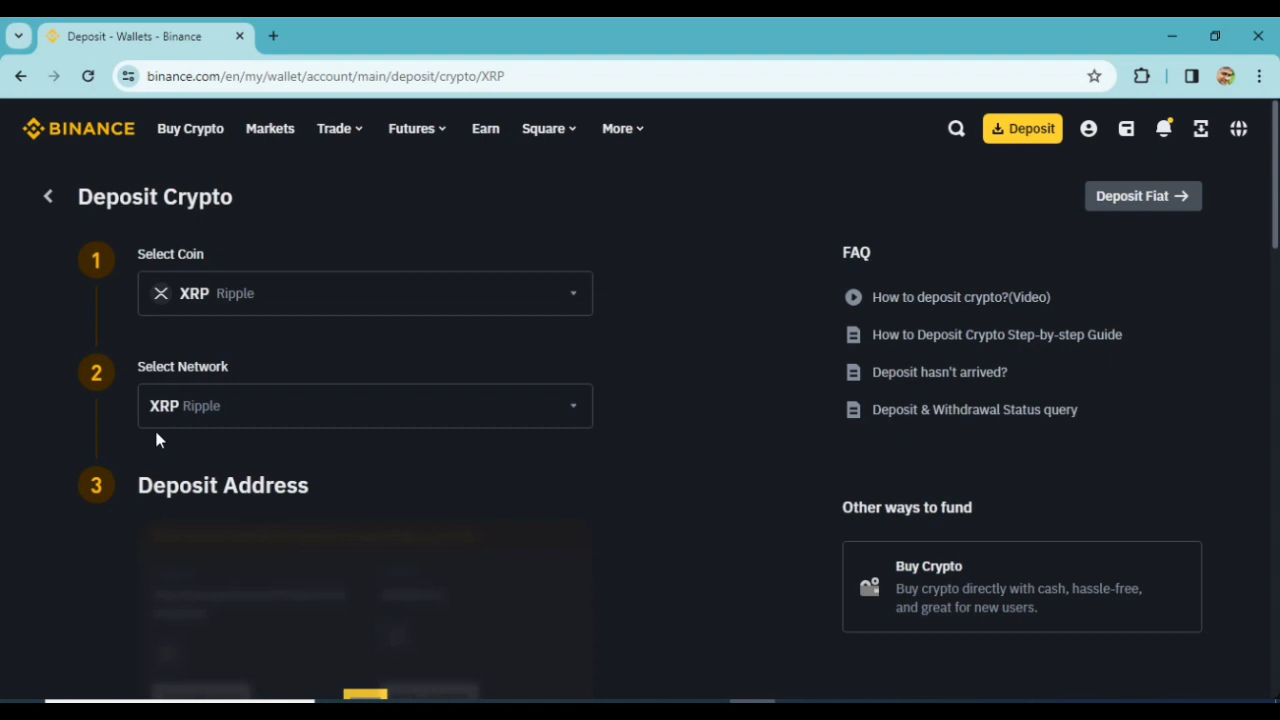 Deposit - Wallets - Binance
binance.com/en/my/wallet/account/main/deposit/crypto/XRP
BINANCE Buy Crypto Markets Trade Futures Earn Square More Deposit
Deposit Crypto
Deposit Fiat →
1 Select Coin
XRP Ripple
2 Select Network
XRP Ripple
3 Deposit Address
FAQ
How to deposit crypto?(Video)
How to Deposit Crypto Step-by-step Guide
Deposit hasn't arrived?
Deposit & Withdrawal Status query
Other ways to fund
Buy Crypto
Buy crypto directly with cash, hassle-free,
and great for new users.